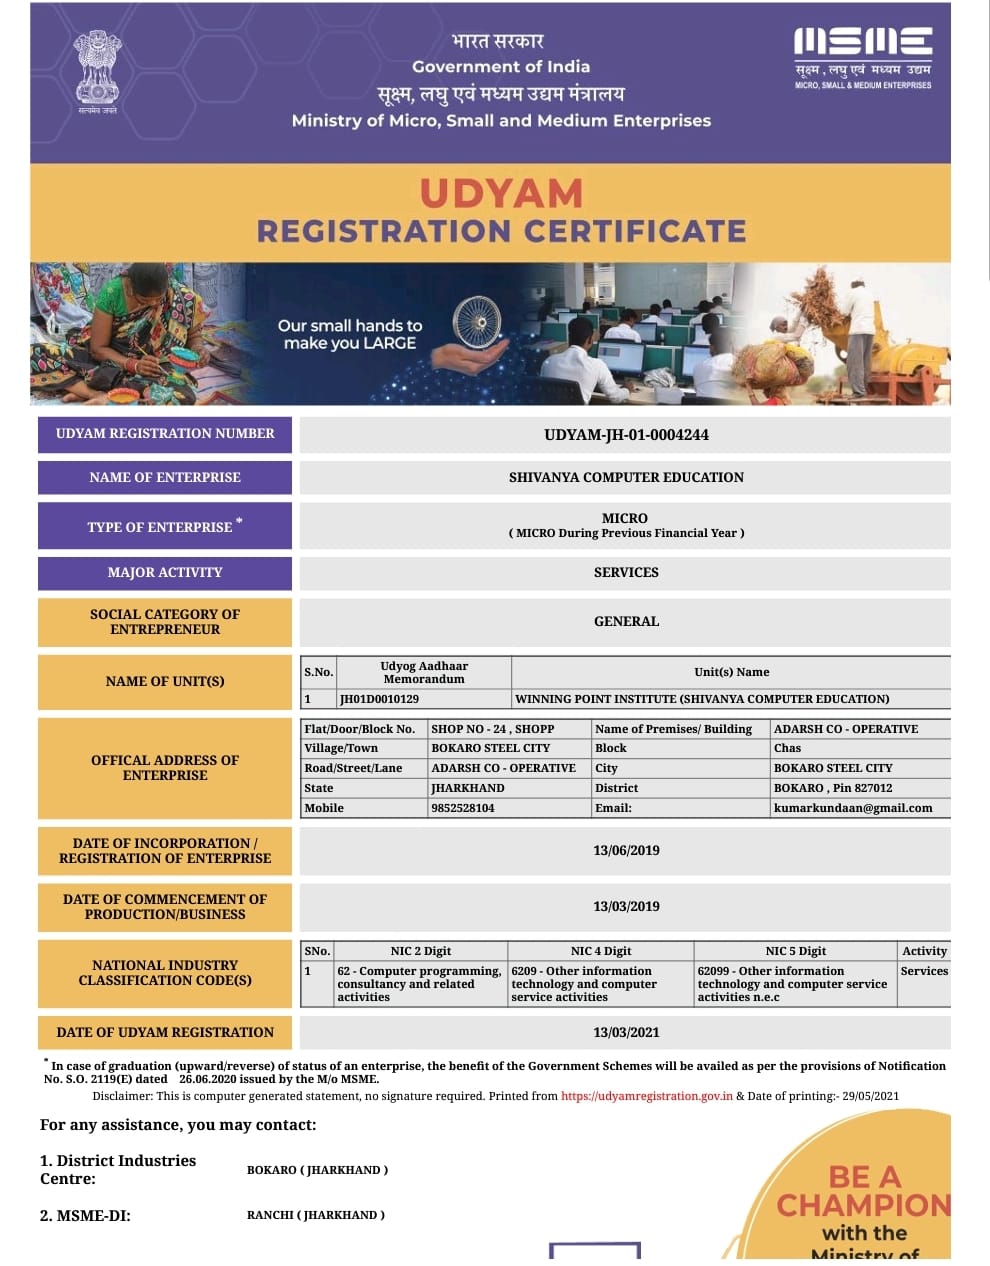 भारत सरकार
Government of India
सूक्ष्म, लघु एवं मध्यम उद्यम मंत्रालय
Ministry of Micro, Small and Medium Enterprises
सत्यमेव जयते
MSME
सूक्ष्म, लघु एवं मध्यम उद्यम
MICRO, SMALL & MEDIUM ENTERPRISES
UDYAM
REGISTRATION CERTIFICATE
Our small hands to
make you LARGE
UDYAM REGISTRATION NUMBER UDYAM-JH-01-0004244
NAME OF ENTERPRISE SHIVANYA COMPUTER EDUCATION
TYPE OF ENTERPRISE * MICRO
( MICRO During Previous Financial Year )
MAJOR ACTIVITY SERVICES
SOCIAL CATEGORY OF
ENTREPRENEUR
GENERAL
NAME OF UNIT(S)
S.No. Udyog Aadhaar Memorandum Unit(s) Name
1 JH01D0010129 WINNING POINT INSTITUTE (SHIVANYA COMPUTER EDUCATION)
OFFICAL ADDRESS OF
ENTERPRISE
Flat/Door/Block No. SHOP NO - 24 , SHOPP Name of Premises/ Building ADARSH CO - OPERATIVE
Village/Town BOKARO STEEL CITY Block Chas
Road/Street/Lane ADARSH CO - OPERATIVE City BOKARO STEEL CITY
State JHARKHAND District BOKARO , Pin 827012
Mobile 9852528104 Email: kumarkundaan@gmail.com
DATE OF INCORPORATION /
REGISTRATION OF ENTERPRISE
13/06/2019
DATE OF COMMENCEMENT OF
PRODUCTION/BUSINESS
13/03/2019
NATIONAL INDUSTRY
CLASSIFICATION CODE(S)
SNo. NIC 2 Digit NIC 4 Digit NIC 5 Digit Activity
1 62 - Computer programming, consultancy and related activities 6209 - Other information technology and computer service activities 62099 - Other information technology and computer service activities n.e.c Services
DATE OF UDYAM REGISTRATION 13/03/2021
* In case of graduation (upward/reverse) of status of an enterprise, the benefit of the Government Schemes will be availed as per the provisions of Notification
No. S.O. 2119(E) dated 26.06.2020 issued by the M/o MSME.
Disclaimer: This is computer generated statement, no signature required. Printed from https://udyamregistration.gov.in & Date of printing:- 29/05/2021
For any assistance, you may contact:
1. District Industries
Centre:
BOKARO ( JHARKHAND )
2. MSME-DI: RANCHI ( JHARKHAND )
BE A
CHAMPION
with the
Ministry of